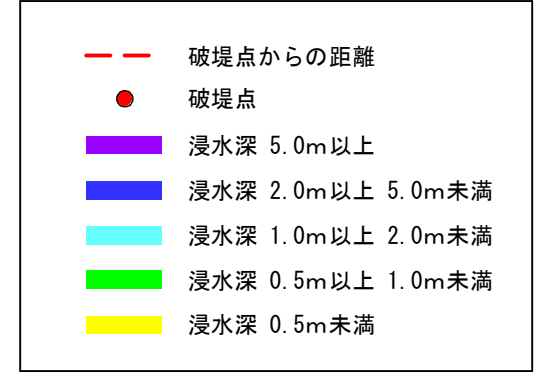 破堤点からの距離
破堤点
浸水深 5.0m以上
浸水深 2.0m以上 5.0m未満
浸水深 1.0m以上 2.0m未満
浸水深 0.5m以上 1.0m未満
浸水深 0.5m未満